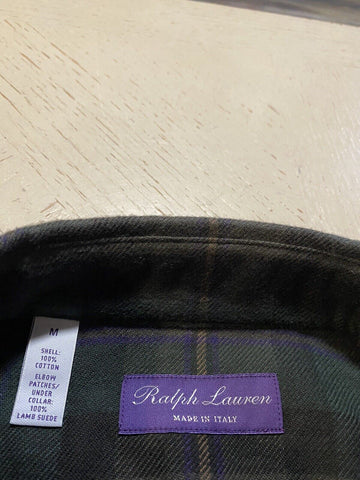 M
SHELL:
100%
COTTON
ELBOW
PATCHES/
UNDER
COLLAR:
100%
LAMB SUEDE
Ralph Lauren
MADE IN ITALY